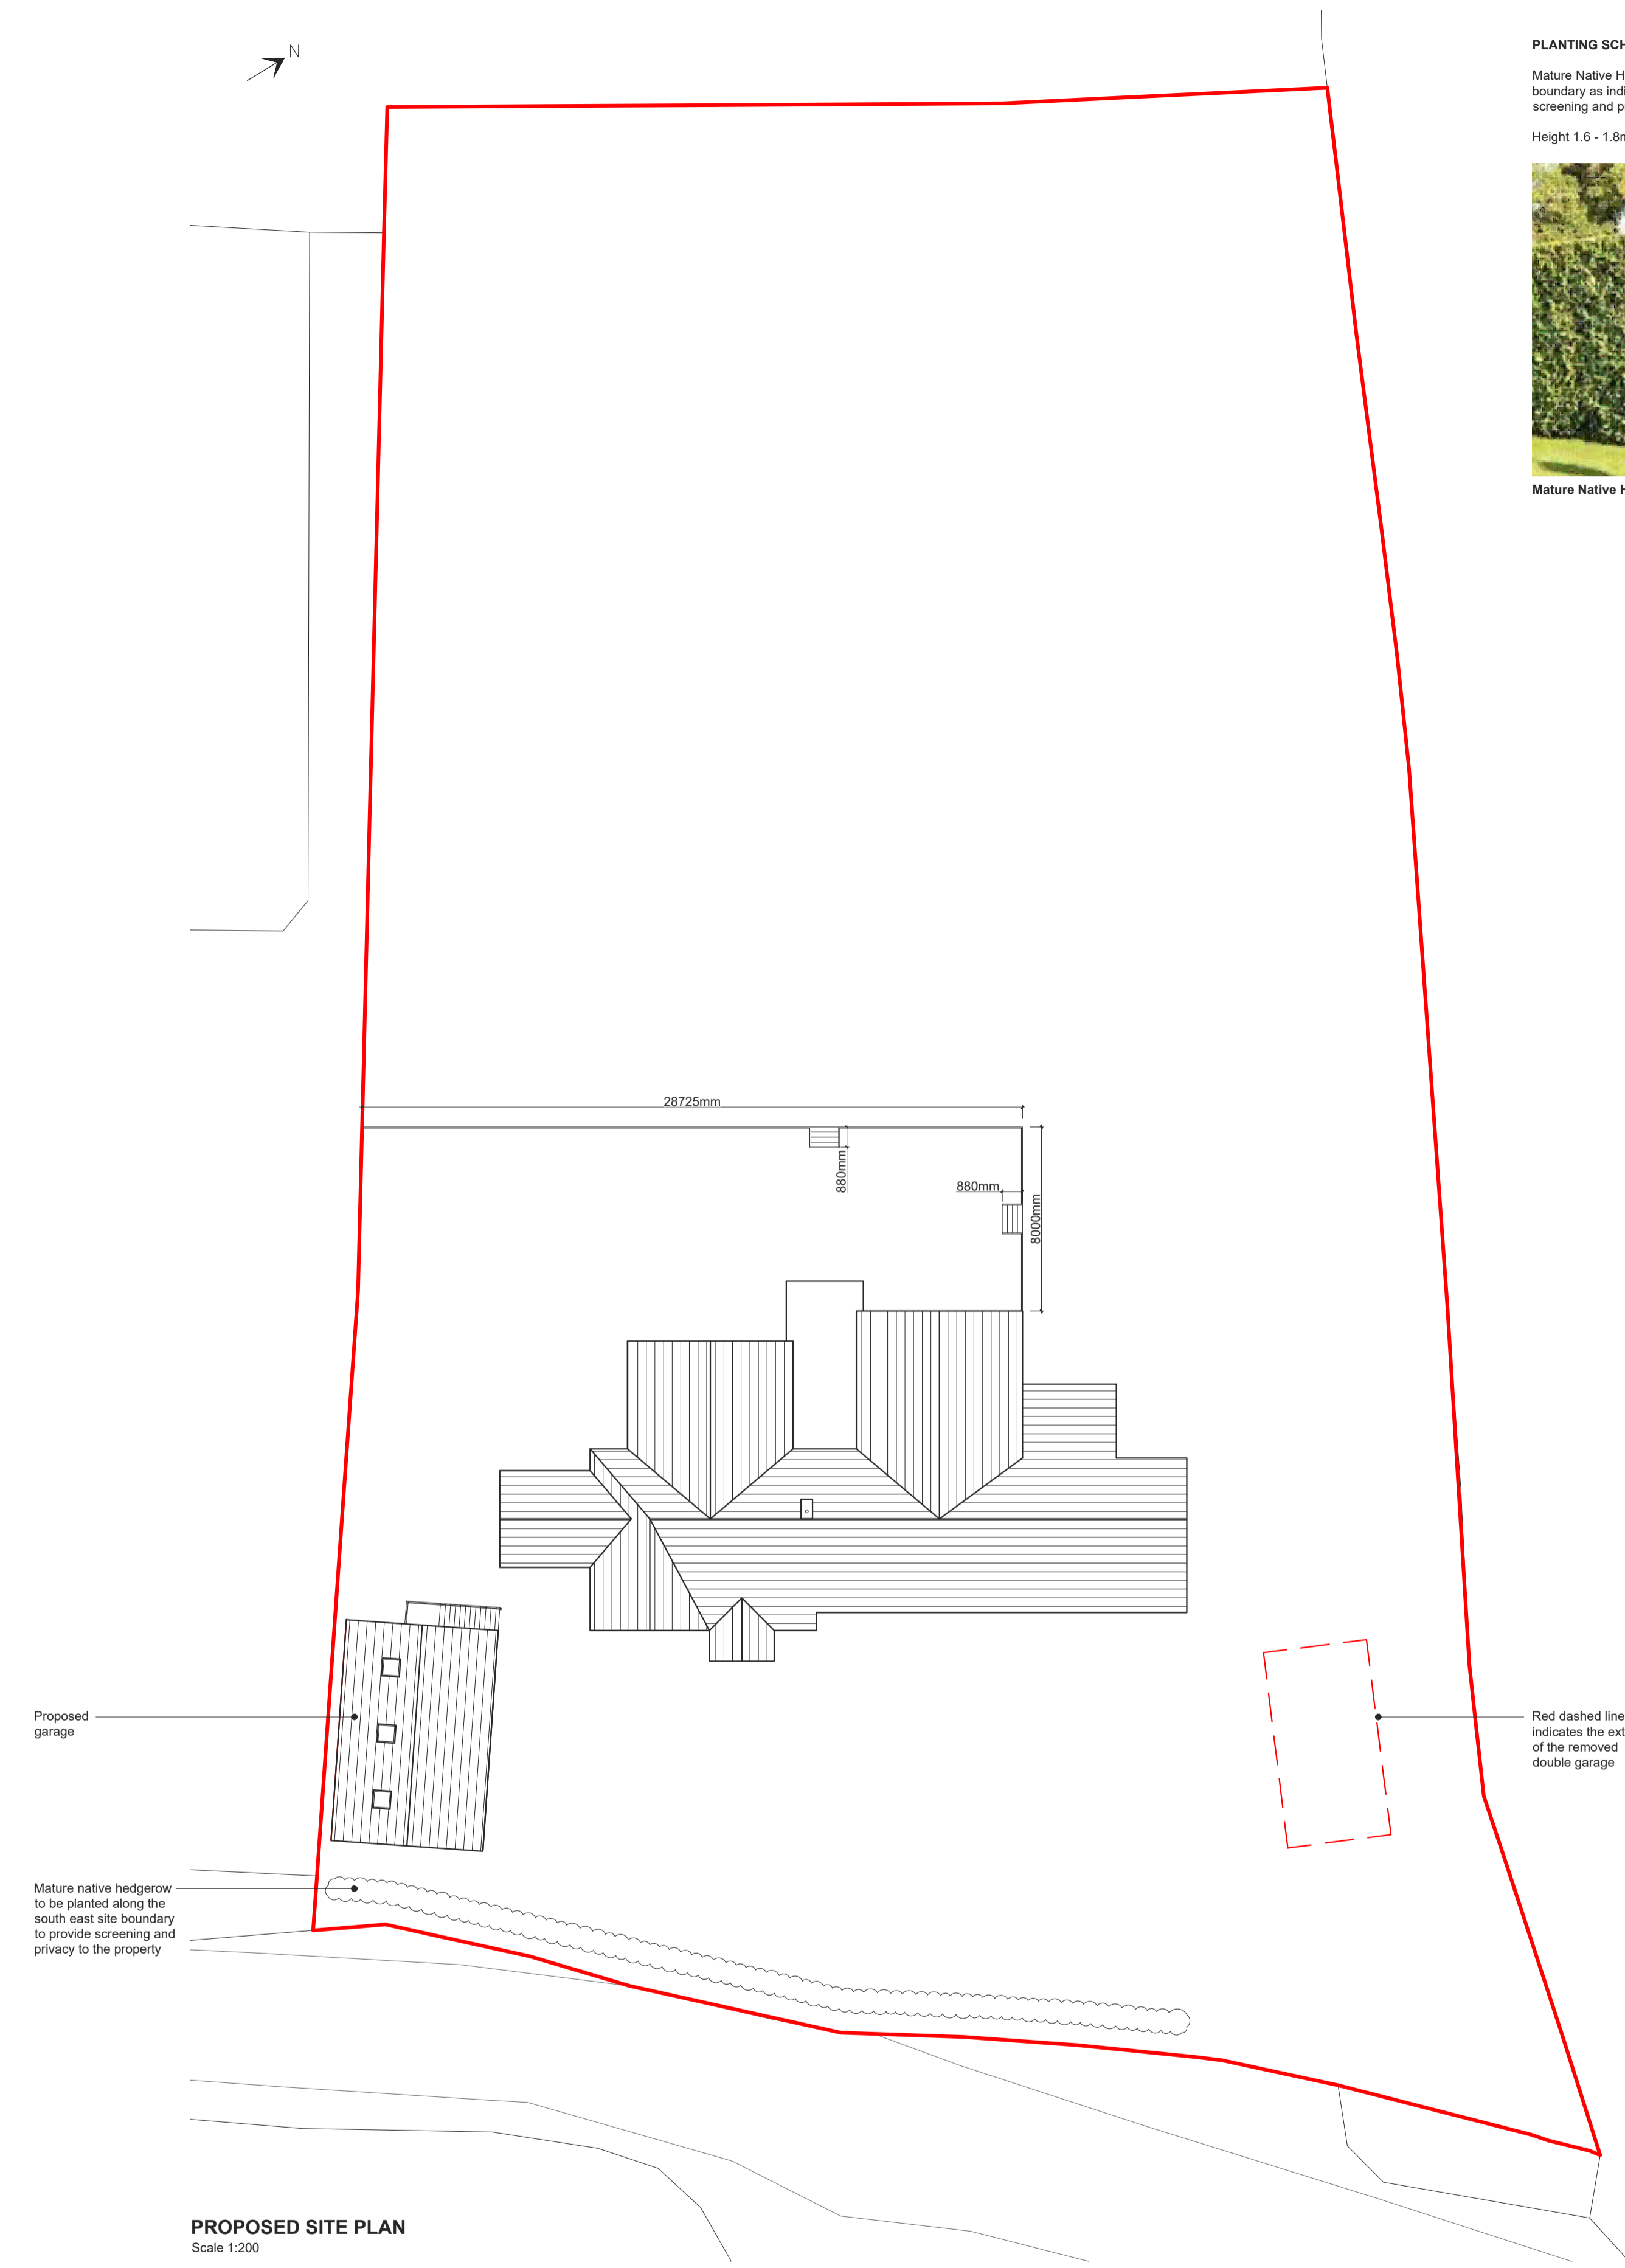 N
PLANTING SCH
Mature Native H
boundary as indi
screening and p
Height 1.6 - 1.8m
Mature Native H
28725mm
880mm
880mm
8000mm
Proposed
garage
Red dashed line
indicates the ext
of the removed
double garage
Mature native hedgerow
to be planted along the
south east site boundary
to provide screening and
privacy to the property
PROPOSED SITE PLAN
Scale 1:200